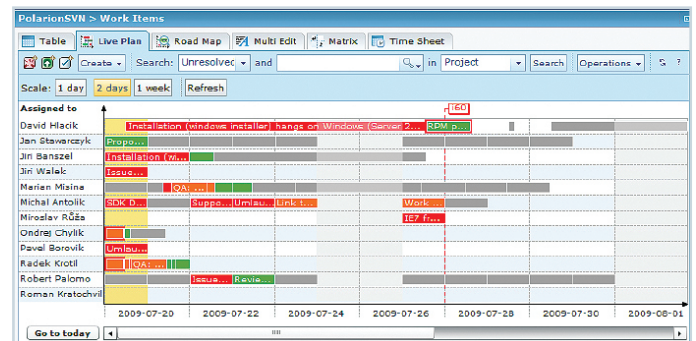 PolarionSVN > Work Items
Table Live Plan Road Map Multi Edit Matrix Time Sheet
Create Search: Unresolvec and in Project Search Operations ?
Scale: 1 day 2 days 1 week Refresh
Assigned to I60
David Hlacik Installation (windows installer) hangs on Windows (Server 2... RPM p...
Jan Stawarczyk Propo...
Jiri Banszel Installation (wi...
Jiri Walek Issue...
Marian Misina QA: ...
Michal Antolik SDK D... Suppo... Umlau... Link t... Work ...
Miroslav Růža IE7 fr...
Ondrej Chylik
Pavel Borovik Umlau...
Radek Krotil QA: ...
Robert Palomo Issue... Revie...
Roman Kratochvil
2009-07-20 2009-07-22 2009-07-24 2009-07-26 2009-07-28 2009-07-30 2009-08-01
Go to today